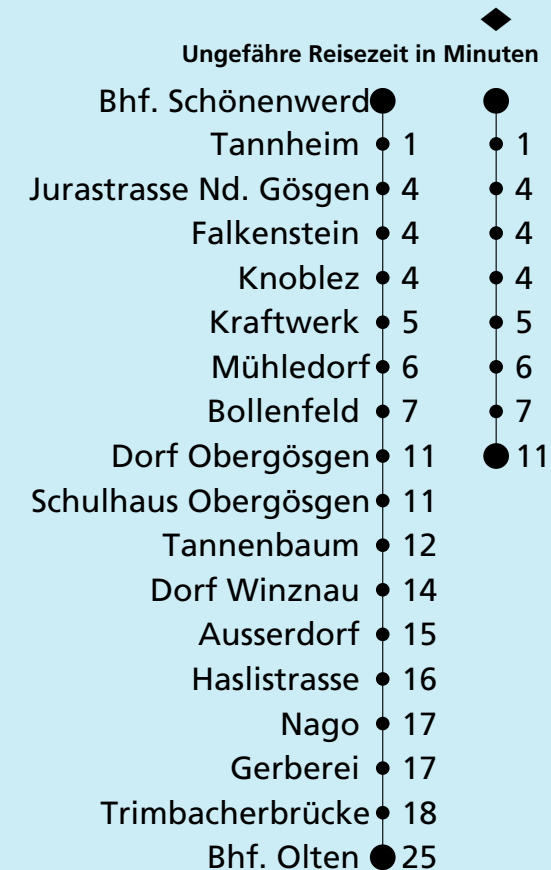 Ungefähre Reisezeit in Minuten
Bhf. Schönenwerd
Tannheim 1 1
Jurastrasse Nd. Gösgen 4 4
Falkenstein 4 4
Knoblez 4 4
Kraftwerk 5 5
Mühledorf 6 6
Bollenfeld 7 7
Dorf Obergösgen 11 11
Schulhaus Obergösgen 11
Tannenbaum 12
Dorf Winznau 14
Ausserdorf 15
Haslistrasse 16
Nago 17
Gerberei 17
Trimbacherbrücke 18
Bhf. Olten 25